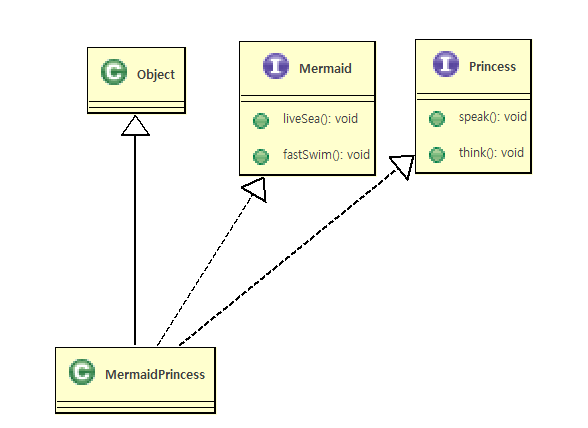 C Object
I Mermaid
liveSea(): void
fastSwim(): void
I Princess
speak(): void
think(): void
C MermaidPrincess